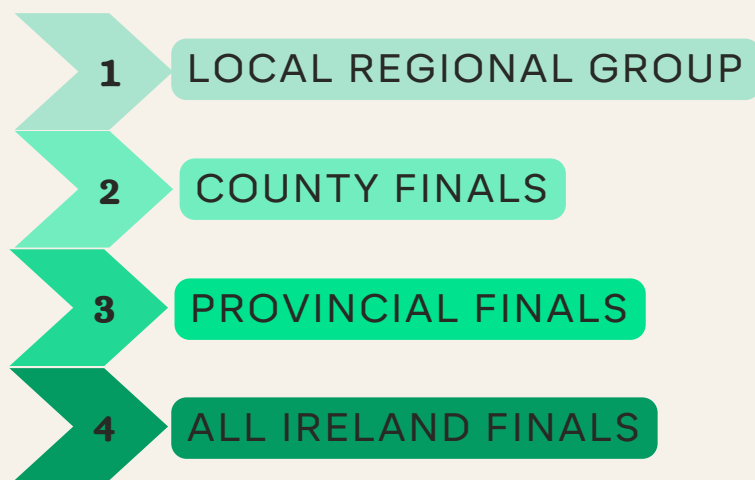 1 LOCAL REGIONAL GROUP
2 COUNTY FINALS
3 PROVINCIAL FINALS
4 ALL IRELAND FINALS